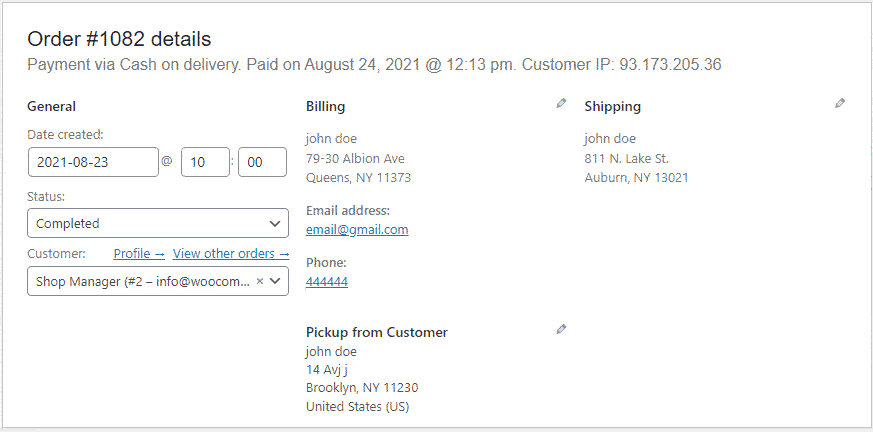 Order #1082 details
Payment via Cash on delivery. Paid on August 24, 2021 @ 12:13 pm. Customer IP: 93.173.205.36
General
Date created:
2021-08-23 @ 10 : 00
Status:
Completed
Customer: Profile → View other orders →
Shop Manager (#2 – info@woocom... ×
Billing
john doe
79-30 Albion Ave
Queens, NY 11373
Email address:
email@gmail.com
Phone:
444444
Pickup from Customer
john doe
14 Avj j
Brooklyn, NY 11230
United States (US)
Shipping
john doe
811 N. Lake St.
Auburn, NY 13021